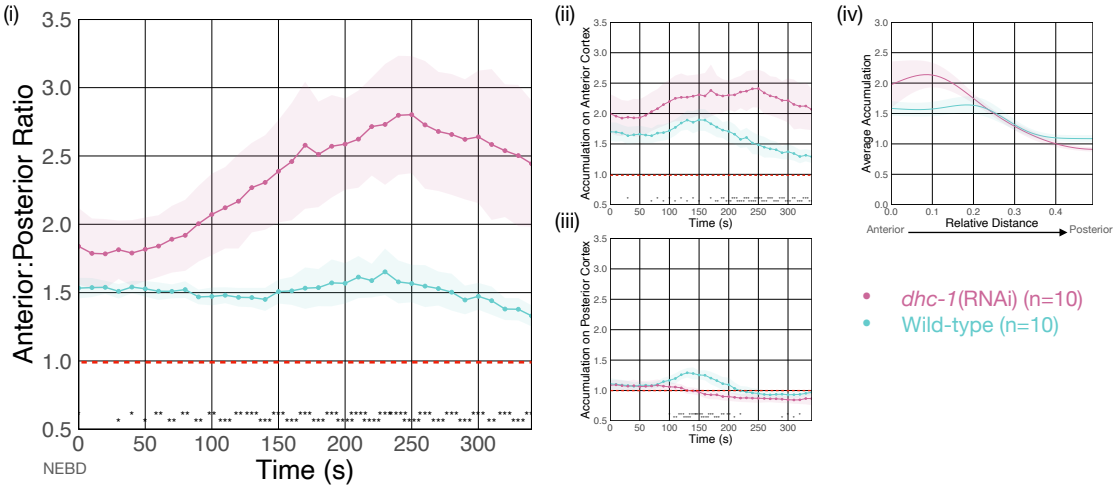 (i)
Anterior:Posterior Ratio
3.5
3.0
2.5
2.0
1.5
1.0
0.5
0 50 100 150 200 250 300
NEBD
Time (s)
(ii)
Accumulation on Anterior Cortex
3.5
3.0
2.5
2.0
1.5
1.0
0.5
0 50 100 150 200 250 300
Time (s)
(iii)
Accumulation on Posterior Cortex
3.5
3.0
2.5
2.0
1.5
1.0
0.5
0 50 100 150 200 250 300
Time (s)
(iv)
Average Accumulation
3.5
3.0
2.5
2.0
1.5
1.0
0.5
0.0
0.0 0.1 0.2 0.3 0.4
Relative Distance
Anterior Posterior
dhc-1(RNAi) (n=10)
Wild-type (n=10)